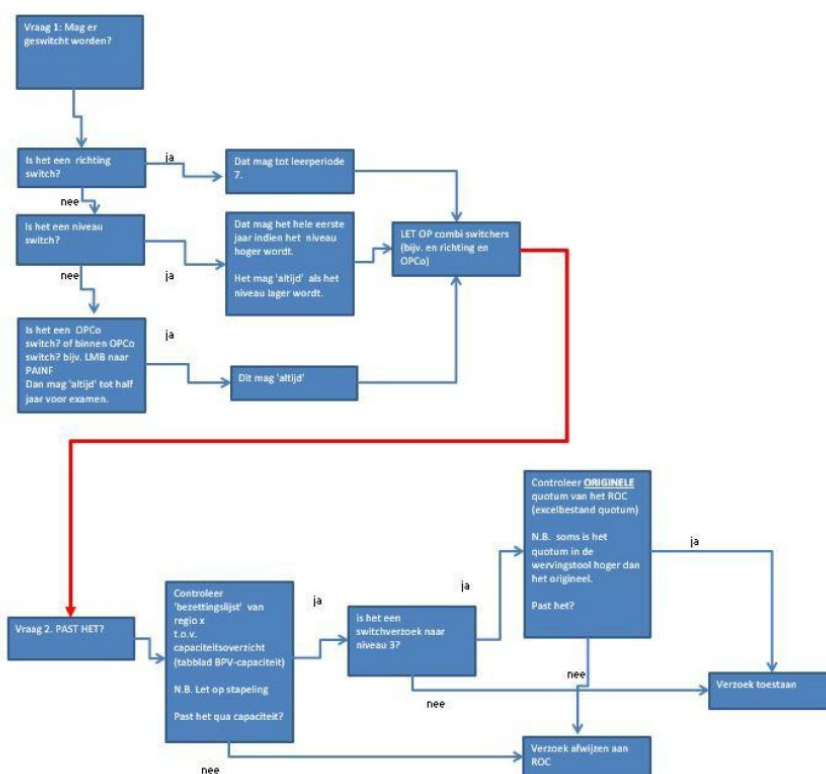 Vraag 1: Mag er
geswitcht worden?
Is het een richting
switch?
ja
Dat mag tot leerperiode
7.
nee
Is het een niveau
switch?
ja
Dat mag het hele eerste
jaar indien het niveau
hoger wordt.
Het mag 'altijd' als het
niveau lager wordt.
LET OP combi switchers
(bijv. en richting en
OPCo)
nee
Is het een OPCo
switch? of binnen OPCo
switch? bijv. LMB naar
PAINF
Dan mag 'altijd' tot half
jaar voor examen.
ja
Dit mag 'altijd'
Vraag 2. PAST HET?
Controleer
'bezettingslijst' van
regio x
t.o.v.
capaciteitsoverzicht
(tabblad BPV-capaciteit)
N.B. Let op stapeling
Past het qua capaciteit?
ja
nee
is het een
switchverzoek naar
niveau 3?
ja
nee
Controleer ORIGINELE
quotum van het ROC
(excelbestand quotum)
N.B. soms is het
quotum in de
wervingstool hoger dan
het origineel.
Past het?
ja
nee
Verzoek toestaan
Verzoek afwijzen aan
ROC